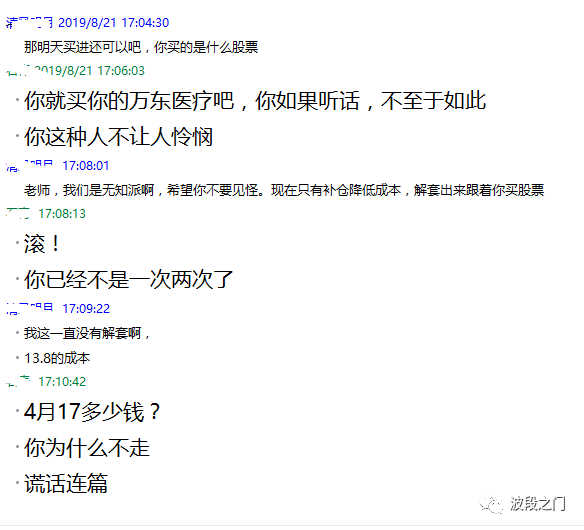 2019/8/21 17:04:30
那明天买进还可以吧，你买的是什么股票
2019/8/21 17:06:03
你就买你的万东医疗吧，你如果听话，不至于如此
你这种人不让人怜悯
17:08:01
老师，我们是无知派啊，希望你不要见怪。现在只有补仓降低成本，解套出来跟着你买股票
17:08:13
滚！
你已经不是一次两次了
17:09:22
我这一直没有解套啊，
13.8的成本
17:10:42
4月17多少钱？
你为什么不走
谎话连篇
波段之门